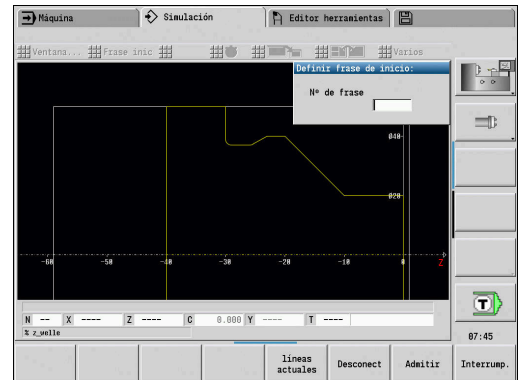 Máquina
Simulación
Editor herramientas
Ventana...
Frase inic
Varios
Definir frase de inicio:
Nº de frase
Ø40
Ø20
-60 -50 -40 -30 -20 -10 0 Z
N -- X ---- Z ---- C 0.000 Y ---- T ----
% z_welle
T
07:45
líneas actuales
Desconect
Admitir
Interrump.